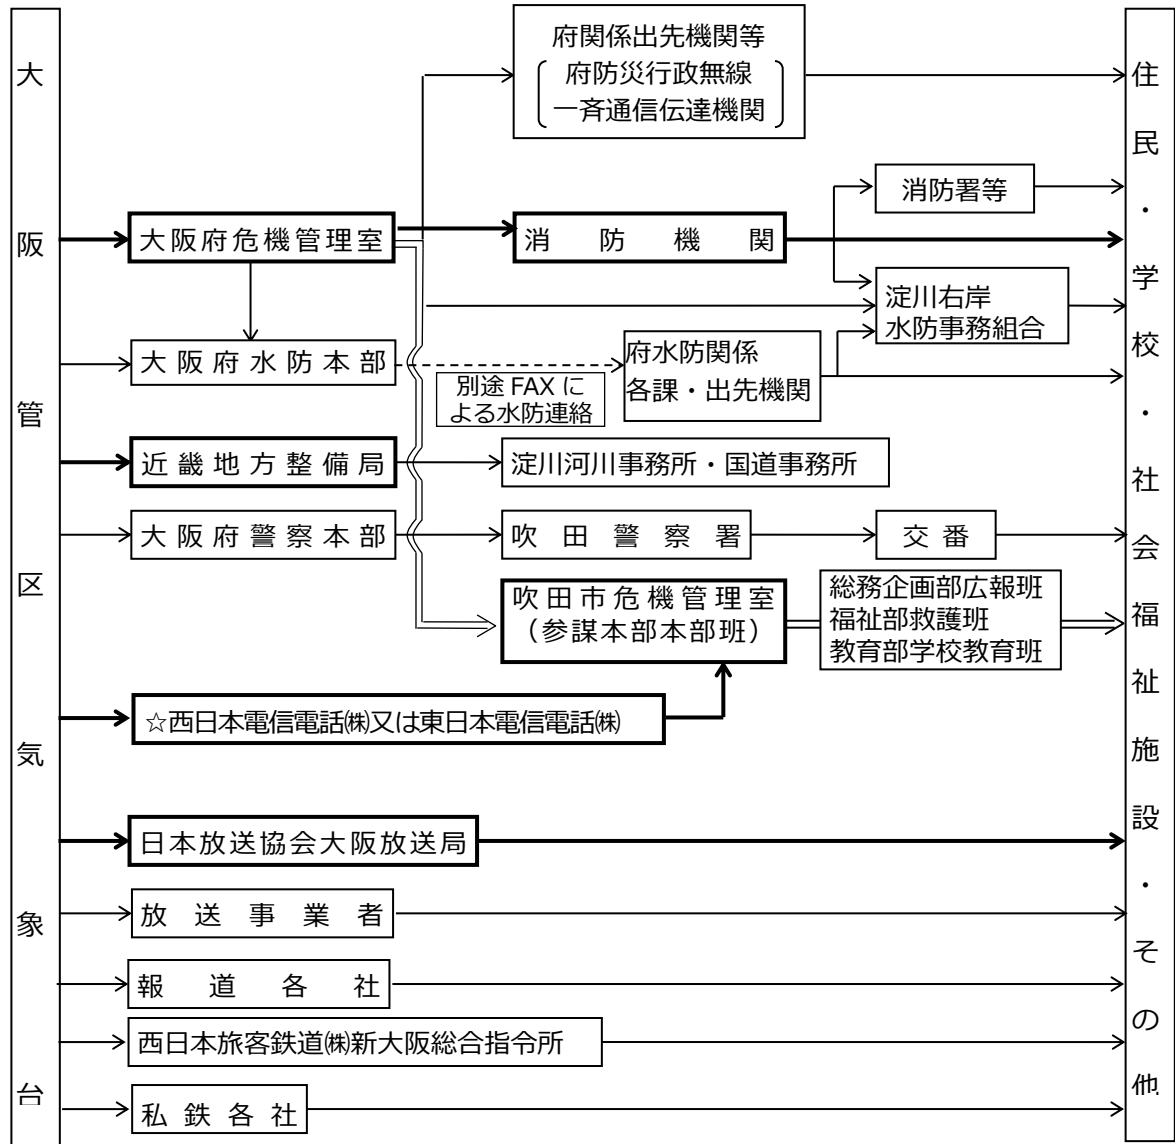 大阪管区気象台
府関係出先機関等
府防災行政無線
一斉通信伝達機関
消防署等
大阪府危機管理室
消防機関
淀川右岸
水防事務組合
大阪府水防本部
別途 FAX に
よる水防連絡
府水防関係
各課・出先機関
近畿地方整備局
淀川河川事務所・国道事務所
大阪府警察本部
吹田警察署
交番
吹田市危機管理室
（参謀本部本部班）
総務企画部広報班
福祉部救護班
教育部学校教育班
☆西日本電信電話㈱又は東日本電信電話㈱
日本放送協会大阪放送局
放送事業者
報道各社
西日本旅客鉄道㈱新大阪総合指令所
私鉄各社
住民・学校・社会福祉施設・その他